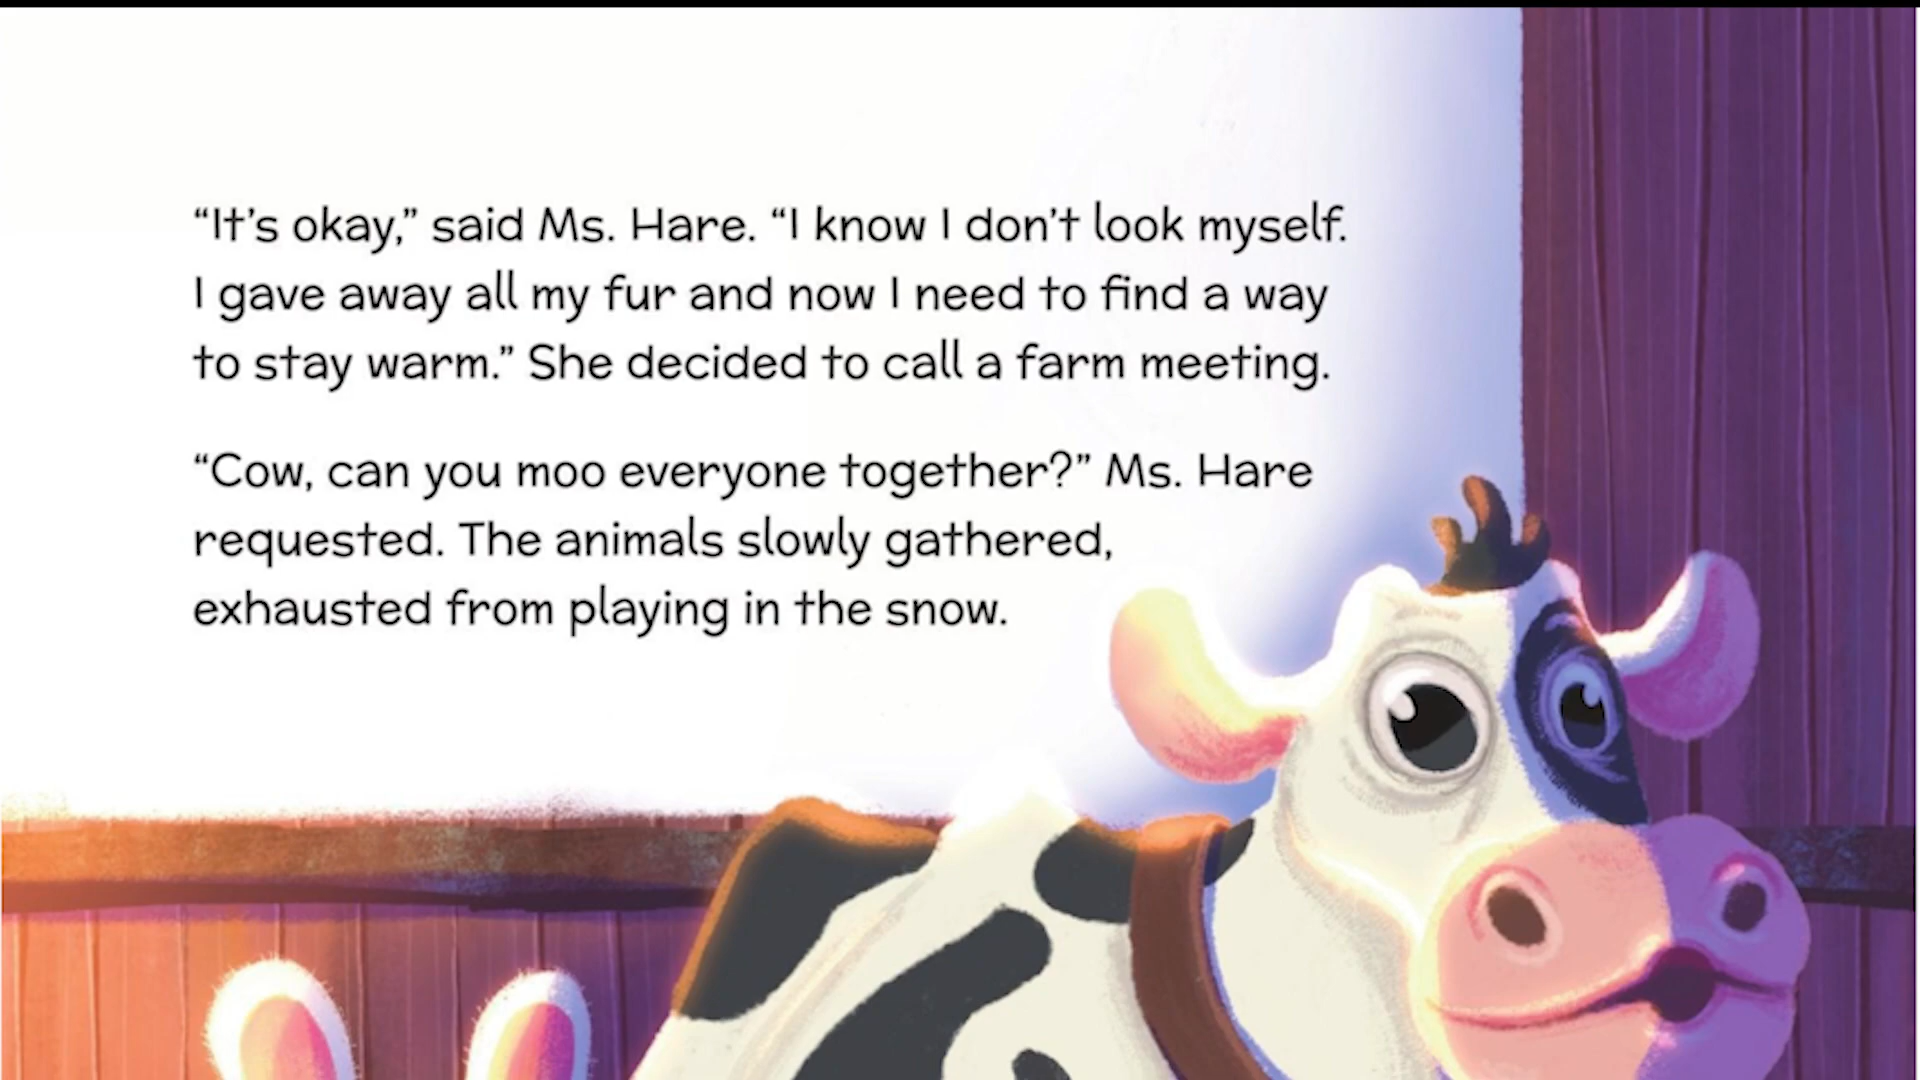 “It’s okay,” said Ms. Hare. “I know I don’t look myself.
I gave away all my fur and now I need to find a way
to stay warm.” She decided to call a farm meeting.
“Cow, can you moo everyone together?” Ms. Hare
requested. The animals slowly gathered,
exhausted from playing in the snow.